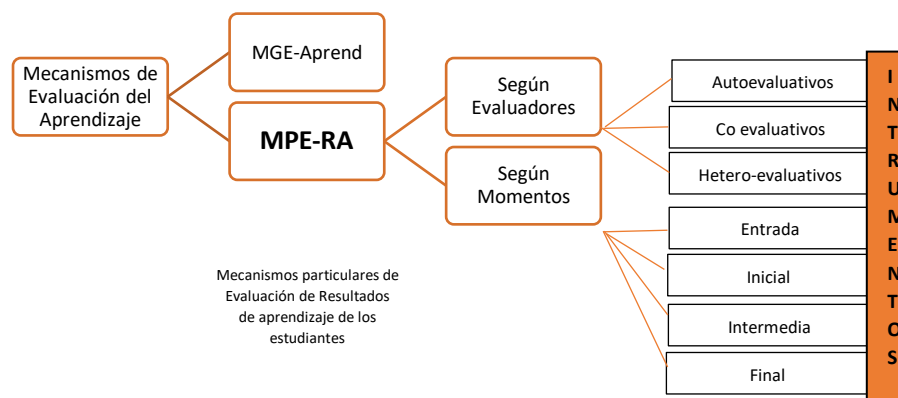 Mecanismos de
Evaluación del
Aprendizaje
MGE-Aprend
MPE-RA
Según
Evaluadores
Según
Momentos
Autoevaluativos
Co evaluativos
Hetero-evaluativos
Entrada
Inicial
Intermedia
Final
I
N
T
R
U
M
E
N
T
O
S
Mecanismos particulares de
Evaluación de Resultados
de aprendizaje de los
estudiantes